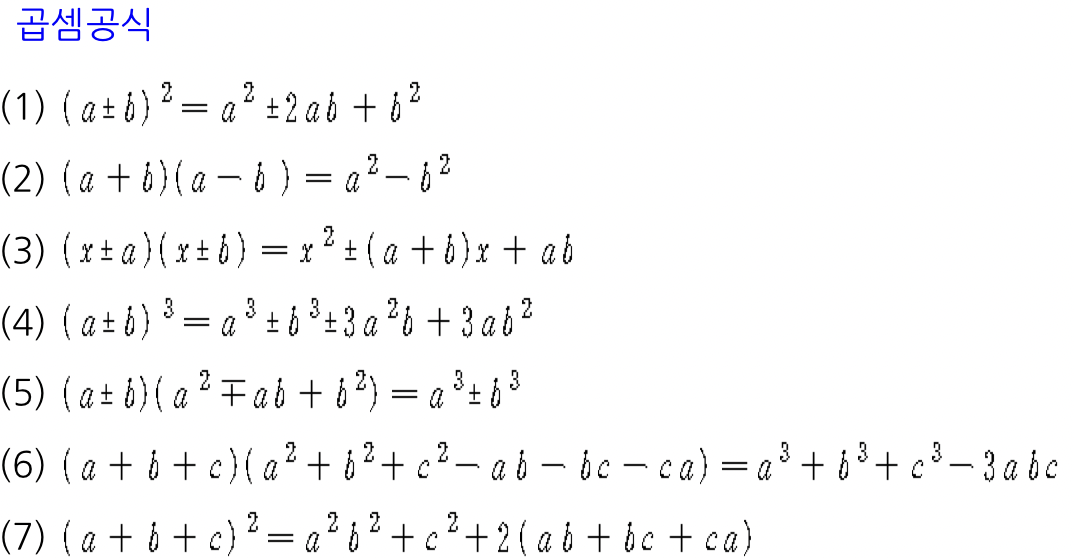 곱셈공식
(1) (a±b)²= a²±2ab + b²
(2) (a + b)(a − b ) = a²− b²
(3) (x±a)(x±b) = x²±(a + b)x + ab
(4) (a±b)³= a³±b³±3a²b + 3ab²
(5) (a±b)(a²∓ab + b²) = a³±b³
(6) (a + b + c)(a²+ b²+ c²− ab − bc − ca) = a³+ b³+ c³− 3abc
(7) (a + b + c)²= a²b²+ c²+ 2(ab + bc + ca)